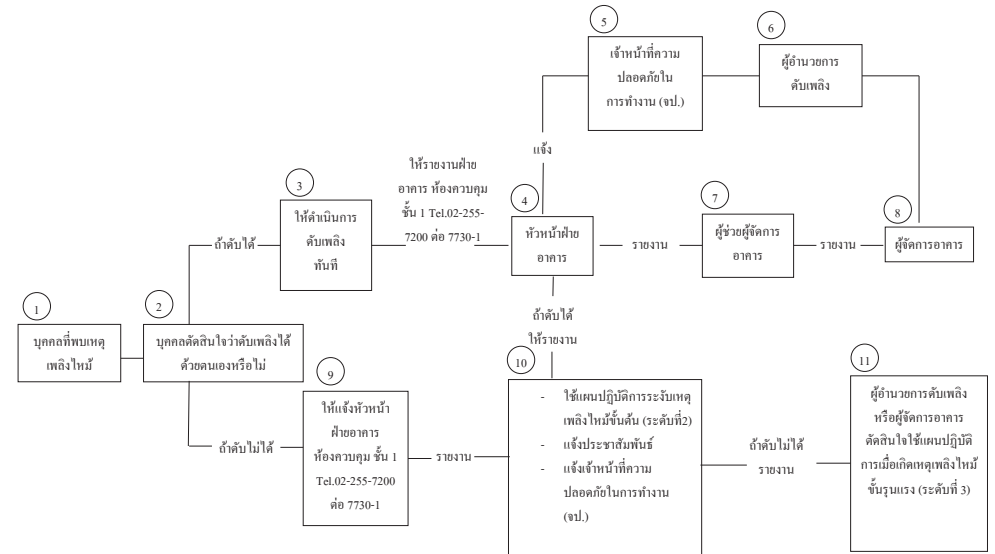 1
บุคคลที่พบเหตุ
เพลิงไหม้
2
บุคคลตัดสินใจว่าดับเพลิงได้
ด้วยตนเองหรือไม่
ถ้าดับได้
3
ให้ดำเนินการ
ดับเพลิง
ทันที
ให้รายงานฝ่าย
อาคาร ห้องควบคุม
ชั้น 1 Tel.02-255-
7200 ต่อ 7730-1
4
หัวหน้าฝ่าย
อาคาร
แจ้ง
5
เจ้าหน้าที่ความ
ปลอดภัยใน
การทำงาน (จป.)
6
ผู้อำนวยการ
ดับเพลิง
รายงาน
7
ผู้ช่วยผู้จัดการ
อาคาร
รายงาน
8
ผู้จัดการอาคาร
ถ้าดับไม่ได้
9
ให้แจ้งหัวหน้า
ฝ่ายอาคาร
ห้องควบคุม ชั้น 1
Tel.02-255-7200
ต่อ 7730-1
รายงาน
ถ้าดับได้
ให้รายงาน
10
- ใช้แผนปฎิบัติการระงับเหตุ
เพลิงไหม้ขั้นต้น (ระดับที่2)
- แจ้งประชาสัมพันธ์
- แจ้งเจ้าหน้าที่ความ
ปลอดภัยในการทำงาน
(จป.)
ถ้าดับไม่ได้
รายงาน
11
ผู้อำนวยการดับเพลิง
หรือผู้จัดการอาคาร
ตัดสินใจใช้แผนปฎิบัติ
การเมื่อเกิดเหตุเพลิงไหม้
ขั้นรุนแรง (ระดับที่ 3)